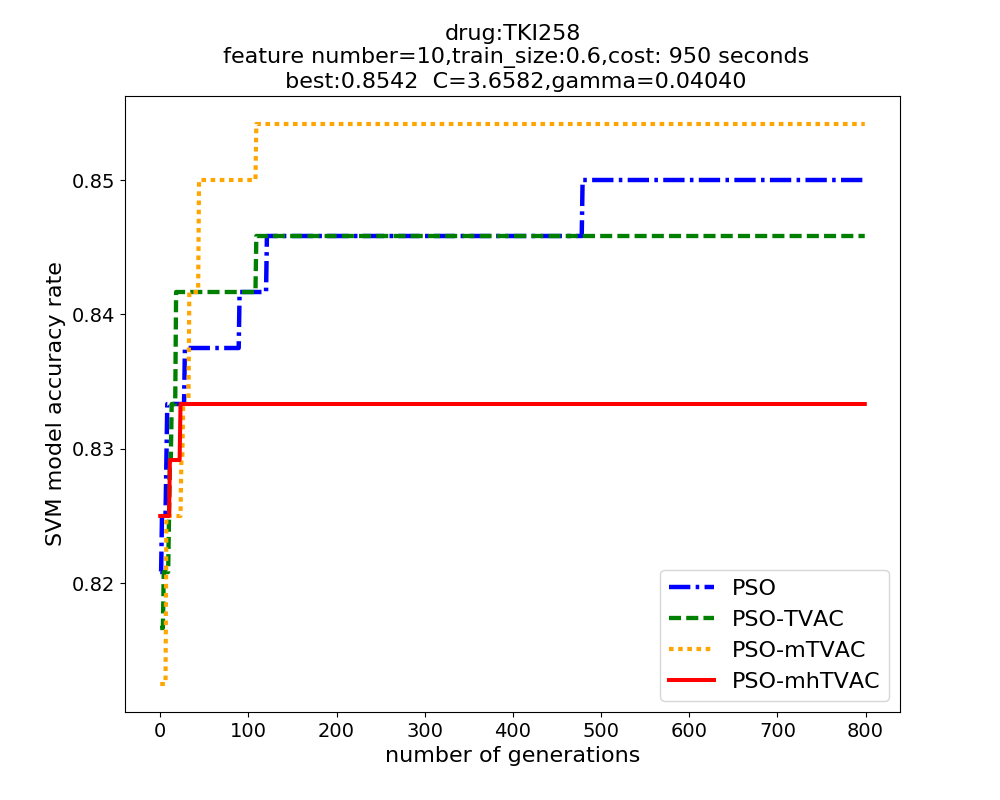 drug:TKI258
feature number=10,train_size:0.6,cost: 950 seconds
best:0.8542  C=3.6582,gamma=0.04040
0.85
0.84
0.83
0.82
SVM model accuracy rate
0 100 200 300 400 500 600 700 800
number of generations
PSO
PSO-TVAC
PSO-mTVAC
PSO-mhTVAC